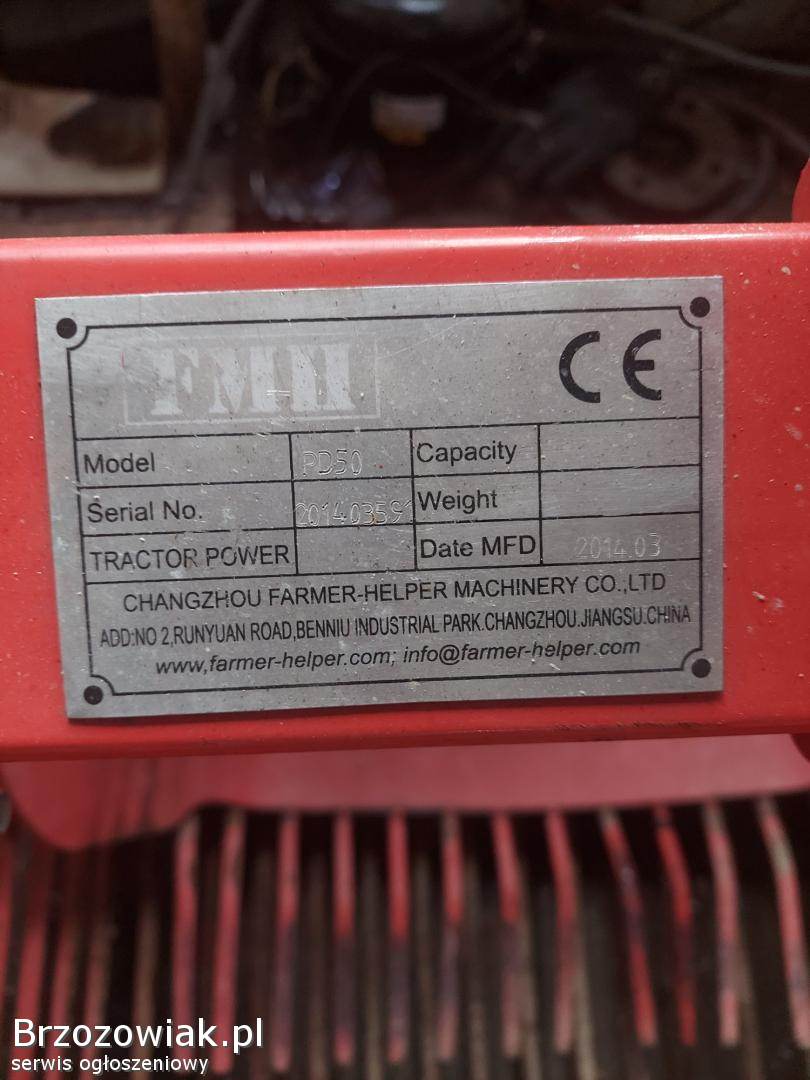 FMH
CE
Model PD50 Capacity
Serial No. 201403591 Weight
TRACTOR POWER Date MFD 2014.03
CHANGZHOU FARMER-HELPER MACHINERY CO.,LTD
ADD:NO 2,RUNYUAN ROAD,BENNIU INDUSTRIAL PARK.CHANGZHOU.JIANGSU.CHINA
www,farmer-helper.com; info@farmer-helper.com
Brzozowiak.pl
serwis ogłoszeniowy